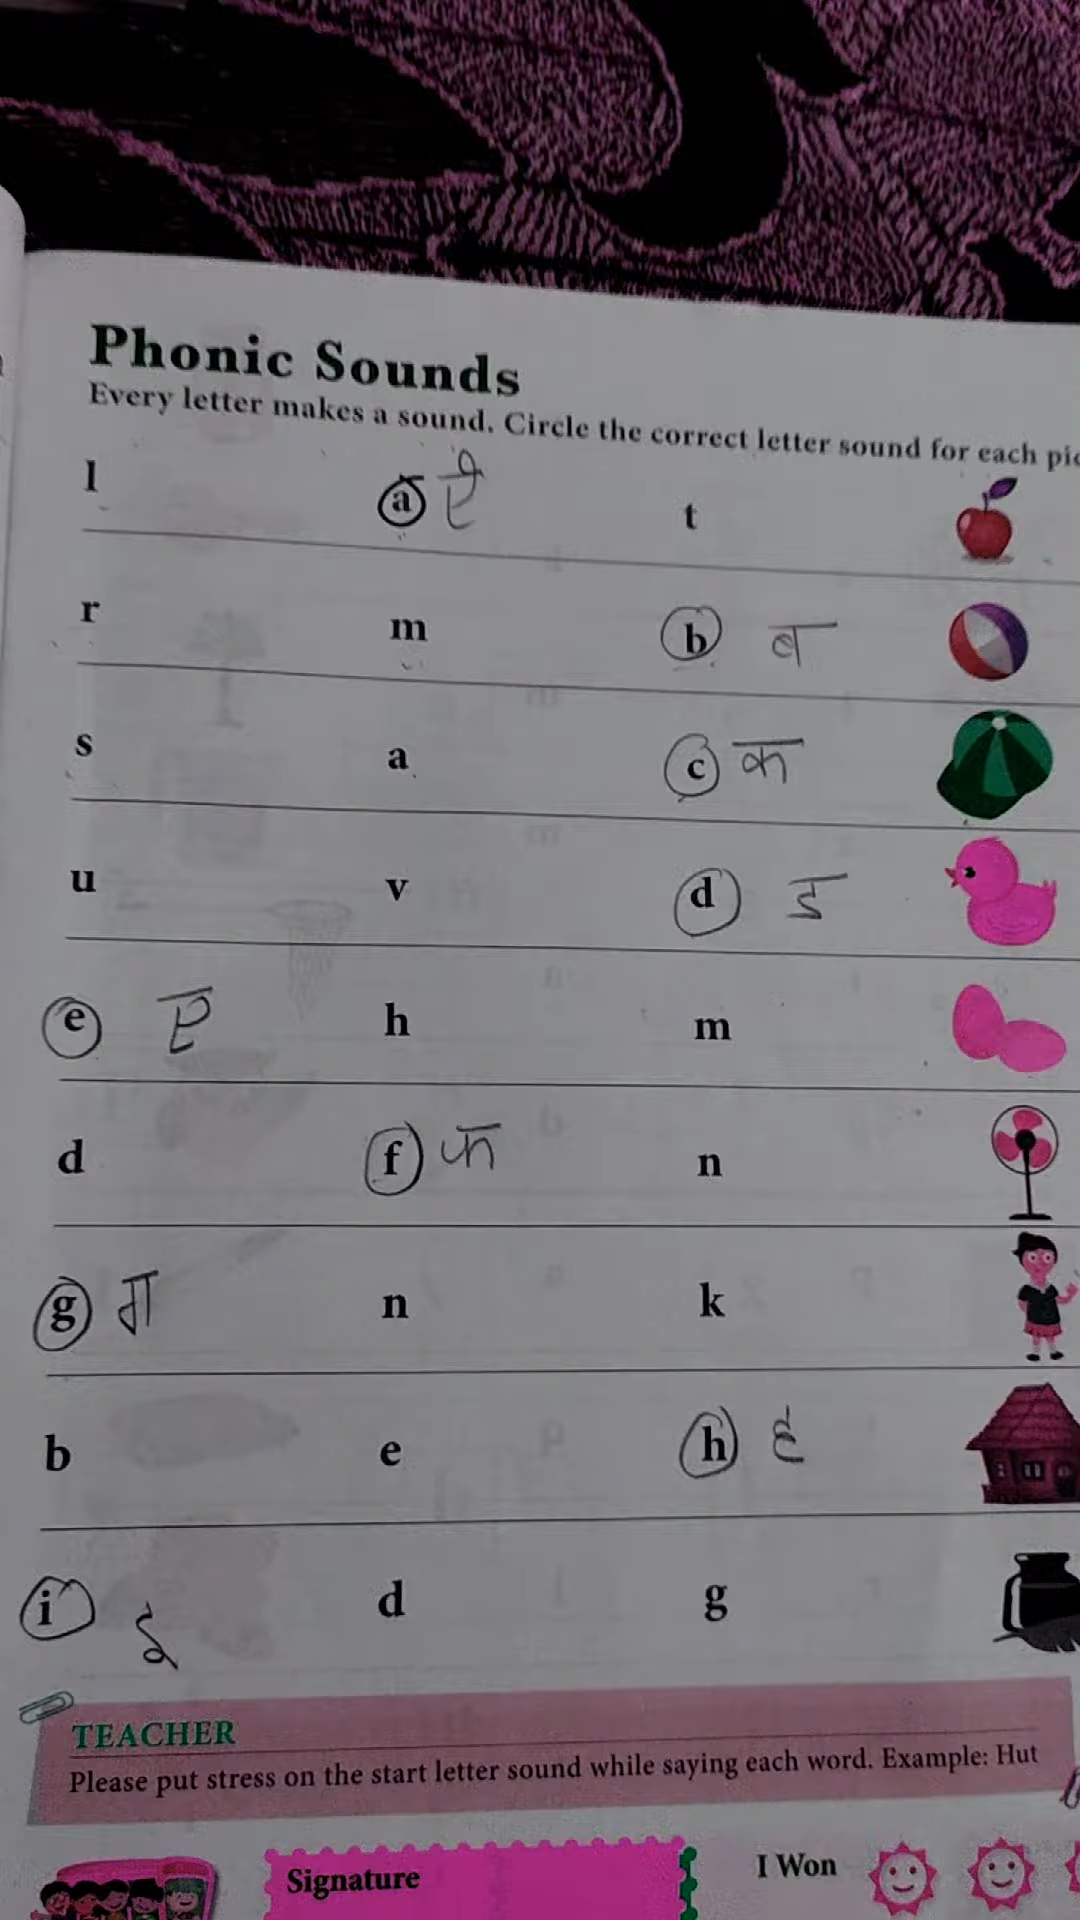 Phonic Sounds
Every letter makes a sound. Circle the correct letter sound for each
l a ऐ t
r m b ब
s a c क
u v d ड
e ए h m
d f फ n
g ग n k
b e h ह
i इ d g
TEACHER
Please put stress on the start letter sound while saying each word. Example: Hut
Signature
I Won